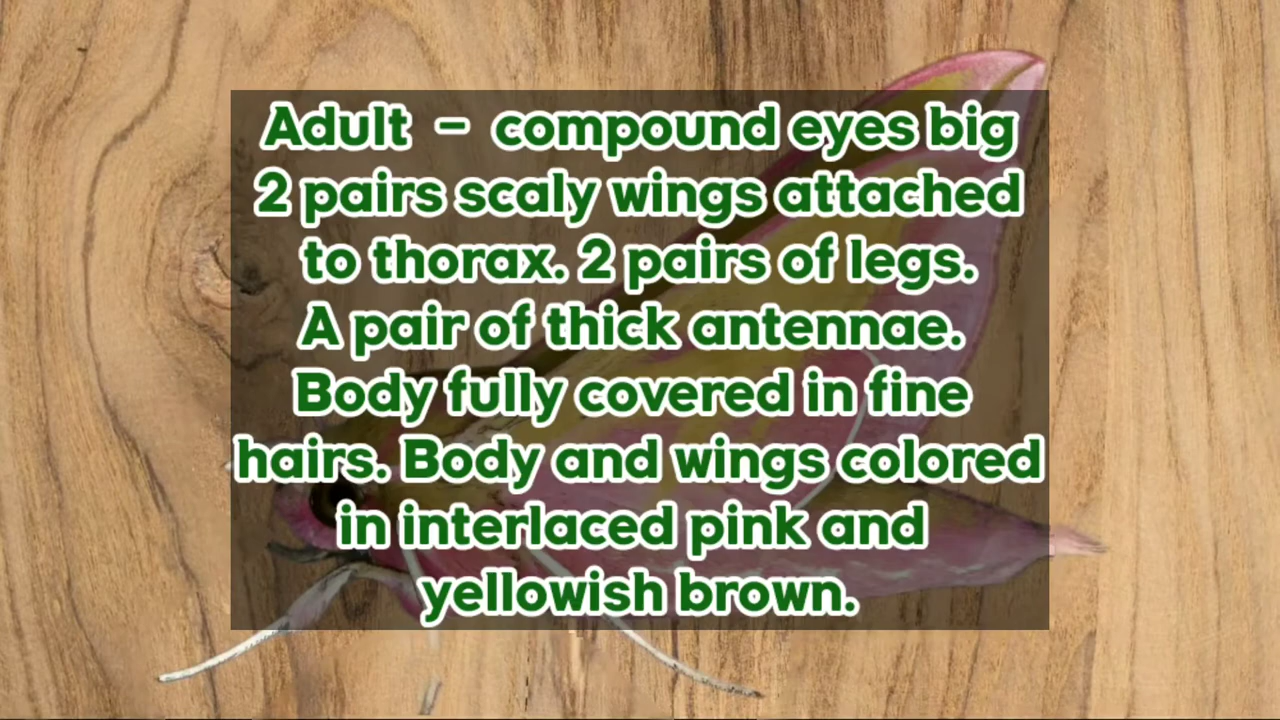 Adult - compound eyes big
2 pairs scaly wings attached
to thorax. 2 pairs of legs.
A pair of thick antennae.
Body fully covered in fine
hairs. Body and wings colored
in interlaced pink and
yellowish brown.